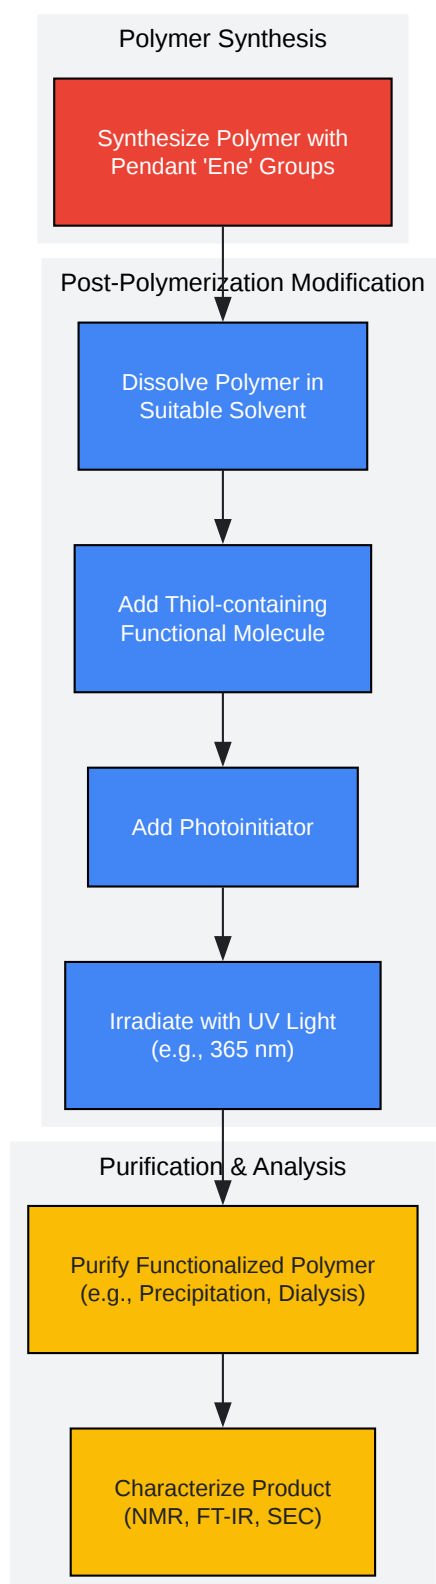 Polymer Synthesis
Synthesize Polymer with
Pendant 'Ene' Groups
Post-Polymerization Modification
Dissolve Polymer in
Suitable Solvent
Add Thiol-containing
Functional Molecule
Add Photoinitiator
Irradiate with UV Light
(e.g., 365 nm)
Purification & Analysis
Purify Functionalized Polymer
(e.g., Precipitation, Dialysis)
Characterize Product
(NMR, FT-IR, SEC)